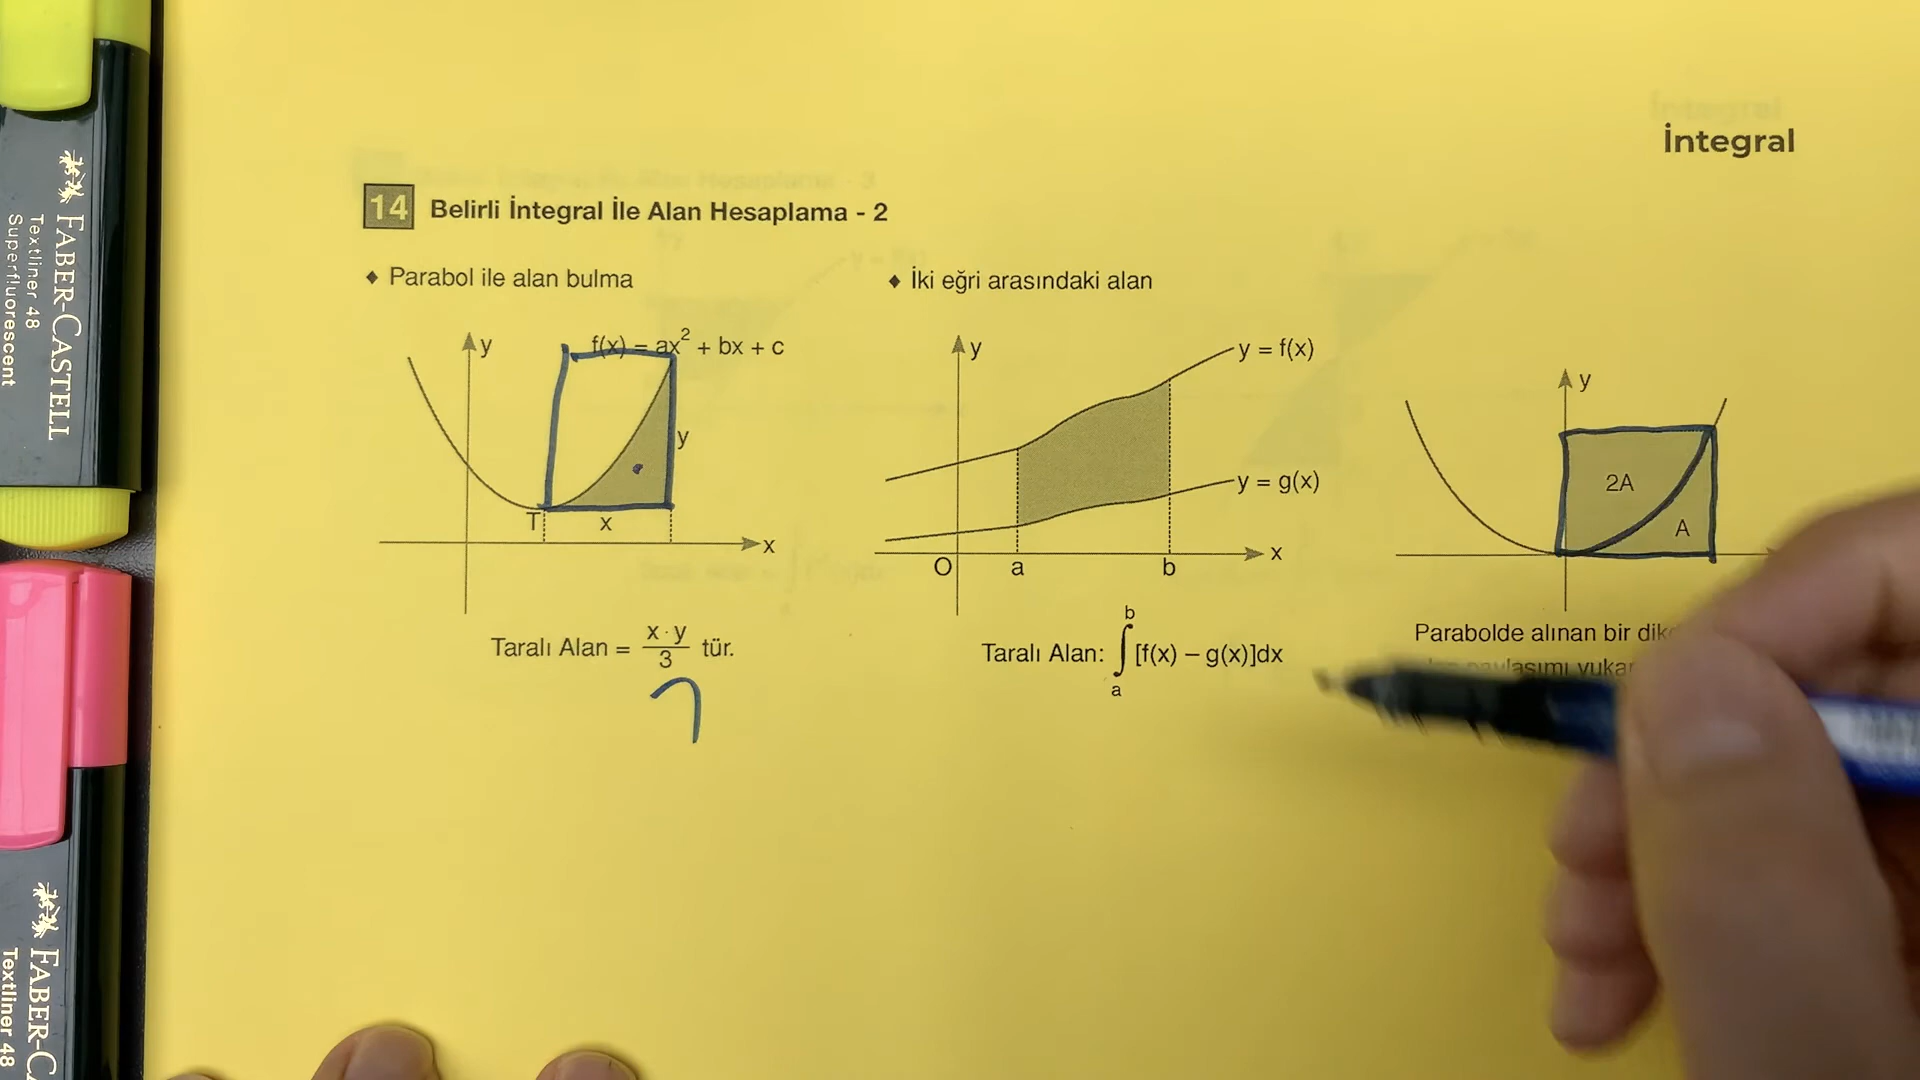 İntegral
14 Belirli İntegral İle Alan Hesaplama - 2
♦ Parabol ile alan bulma
f(x) = ax² + bx + c
y
y
T
x
x
Taralı Alan = x · y / 3 tür.
♦ İki eğri arasındaki alan
y
y = f(x)
y = g(x)
O
a
b
x
Taralı Alan: ∫ₐᵇ [f(x) – g(x)]dx
y
2A
A
Parabolde alınan bir
FABER-CASTELL
Textliner 48
Superfluorescent
FABER-CA
Textliner 48